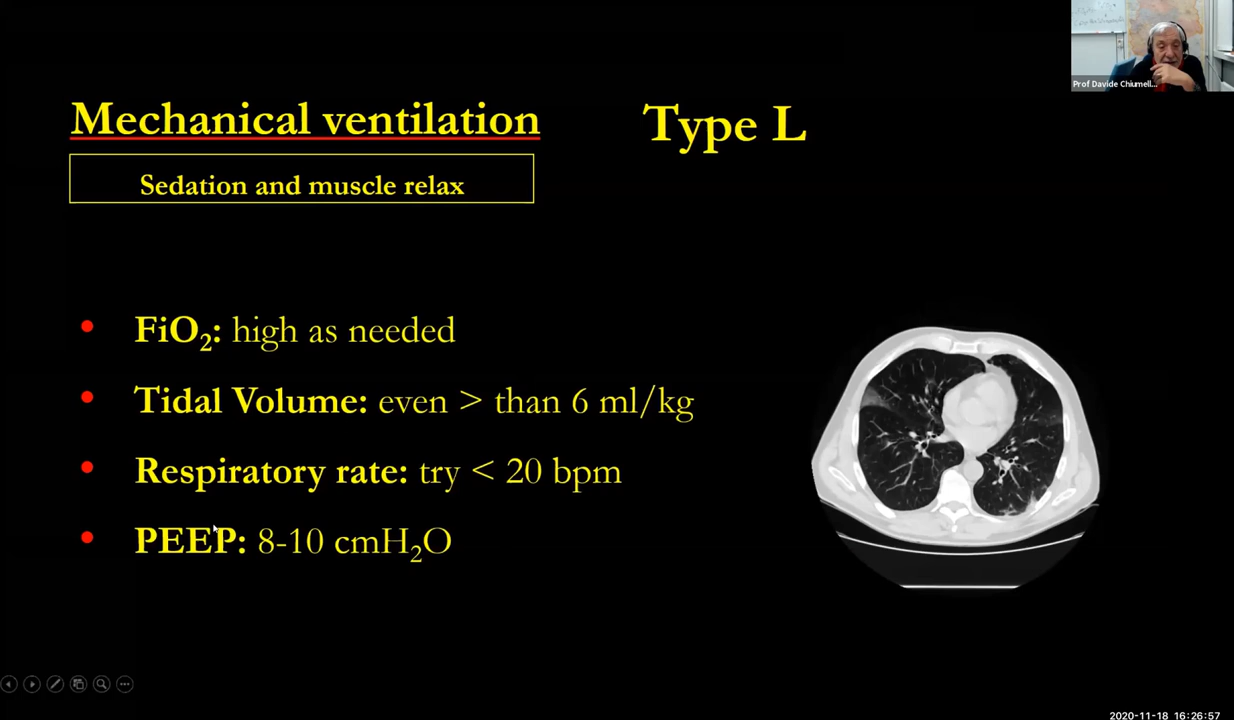 Mechanical ventilation
Type L
Sedation and muscle relax
• FiO₂: high as needed
• Tidal Volume: even > than 6 ml/kg
• Respiratory rate: try < 20 bpm
• PEEP: 8-10 cmH₂O
Prof Davide Chiumell...
2020-11-18 16:26:57